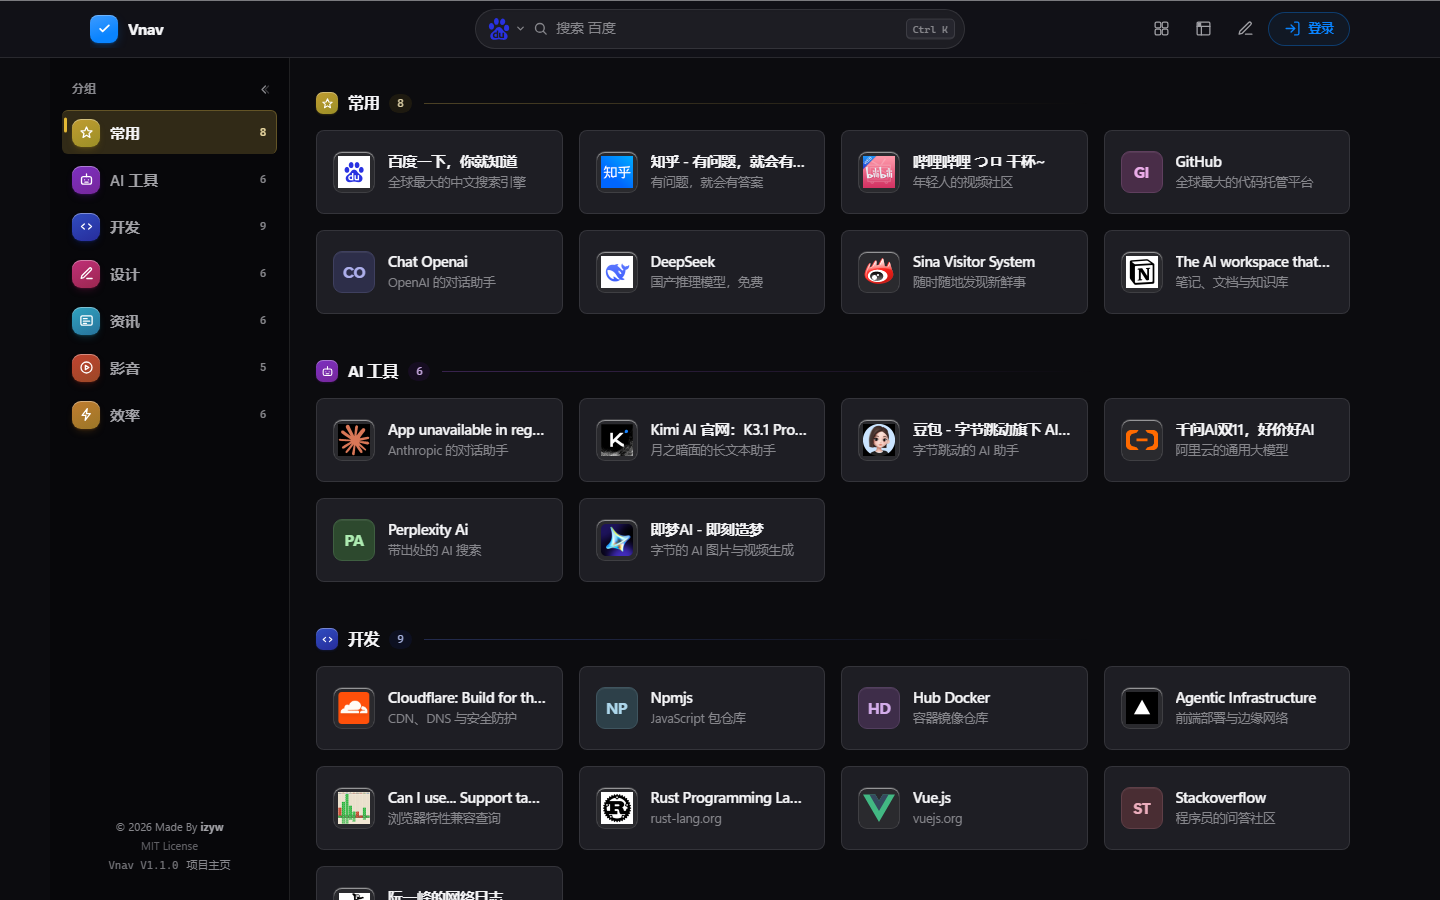 Vnav
搜索 百度
Ctrl K
登录
分组
常用 8
AI 工具 6
开发 9
设计 6
资讯 6
影音 5
效率 6
© 2026 Made By izyw
MIT License
Vnav V1.1.0 项目主页
常用 8
百度一下，你就知道
全球最大的中文搜索引擎
知乎 - 有问题，就会有...
有问题，就会有答案
哔哩哔哩 つロ 干杯~
年轻人的视频社区
GI
GitHub
全球最大的代码托管平台
CO
Chat Openai
OpenAI 的对话助手
DeepSeek
国产推理模型，免费
Sina Visitor System
随时随地发现新鲜事
The AI workspace that...
笔记、文档与知识库
AI 工具 6
App unavailable in reg...
Anthropic 的对话助手
Kimi AI 官网：K3.1 Pro...
月之暗面的长文本助手
豆包 - 字节跳动旗下 AI...
字节跳动的 AI 助手
千问AI双11，好价好AI
阿里云的通用大模型
PA
Perplexity Ai
带出处的 AI 搜索
即梦AI - 即刻造梦
字节的 AI 图片与视频生成
开发 9
Cloudflare: Build for th...
CDN、DNS 与安全防护
NP
Npmjs
JavaScript 包仓库
HD
Hub Docker
容器镜像仓库
Agentic Infrastructure
前端部署与边缘网络
Can I use... Support ta...
浏览器特性兼容查询
Rust Programming La...
rust-lang.org
Vue.js
vuejs.org
ST
Stackoverflow
程序员的问答社区
阮一峰的网络日志